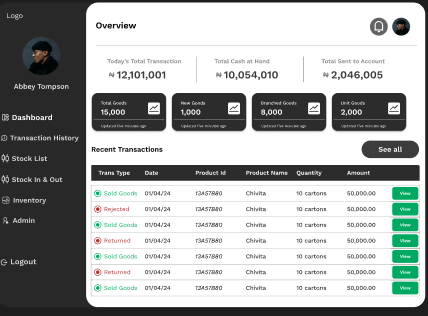 Logo
Abbey Tompson
Dashboard
Transaction History
Stock List
Stock In & Out
Inventory
Admin
Logout
Overview
Today's Total Transaction
₦ 12,101,001
Total Cash at Hand
₦ 10,054,010
Total Sent to Account
₦ 2,046,005
Total Goods
15,000
Updated five minutes ago
New Goods
1,000
Updated five minutes ago
Branched Goods
8,000
Updated five minutes ago
Unit Goods
2,000
Updated five minutes ago
Recent Transactions
See all
Trans Type Date Product Id Product Name Quantity Amount
Sold Goods 01/04/24 13A57B80 Chivita 10 cartons 50,000.00 View
Rejected 01/04/24 13A57B80 Chivita 10 cartons 50,000.00 View
Sold Goods 01/04/24 13A57B80 Chivita 10 cartons 50,000.00 View
Returned 01/04/24 13A57B80 Chivita 10 cartons 50,000.00 View
Sold Goods 01/04/24 13A57B80 Chivita 10 cartons 50,000.00 View
Returned 01/04/24 13A57B80 Chivita 10 cartons 50,000.00 View
Sold Goods 01/04/24 13A57B80 Chivita 10 cartons 50,000.00 View